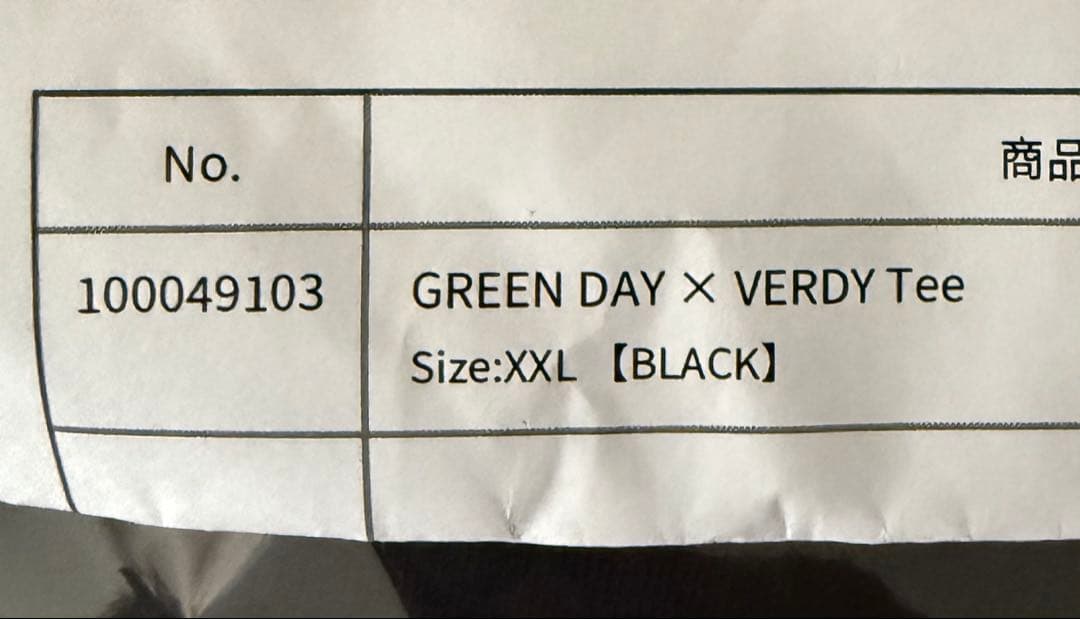 No.
商品
100049103
GREEN DAY × VERDY Tee
Size:XXL 【BLACK】